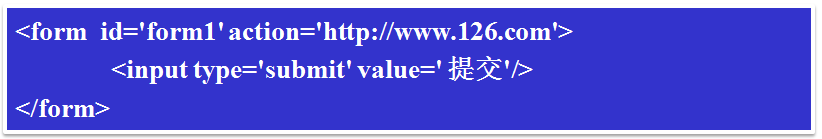 <form  id='form1' action='http://www.126.com'>
<input type='submit' value=' 提交'/>
</form>